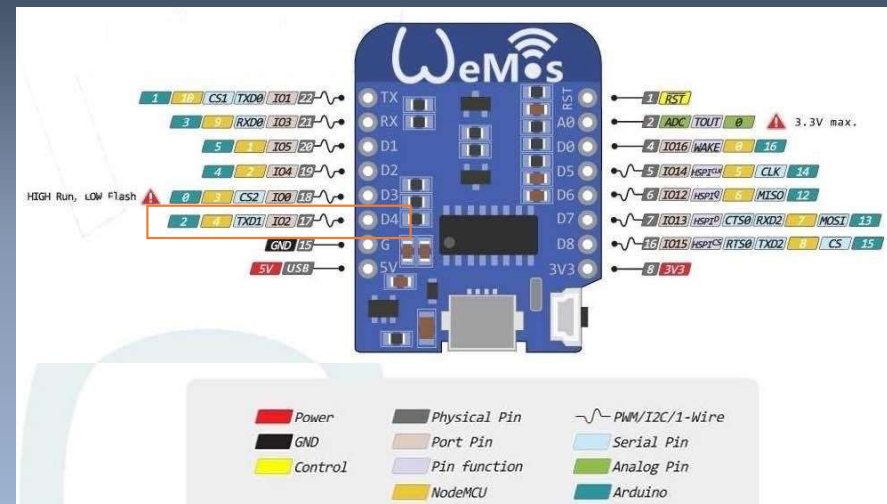 WeMos
1 10 CS1 TXD0 IO1 22 TX
3 9 RXD0 IO3 21 RX
5 1 IO5 20 D1
4 2 IO4 19 D2
HIGH Run, LOW Flash 0 3 CS2 IO0 18 D3
2 4 TXD1 IO2 17 D4
GND 15 G
5V USB 5V
RST 1 RST
A0 2 ADC TOUT 0 3.3V max.
D0 4 IO16 WAKE 0 16
D5 5 IO14 HSPICLK 5 CLK 14
D6 6 IO12 HSPIQ 6 MISO 12
D7 7 IO13 HSPID CTS0 RXD2 7 MOSI 13
D8 16 IO15 HSPICS RTS0 TXD2 8 CS 15
3V3 8 3V3
Power Physical Pin PWM/I2C/1-Wire
GND Port Pin Serial Pin
Control Pin function Analog Pin
NodeMCU Arduino